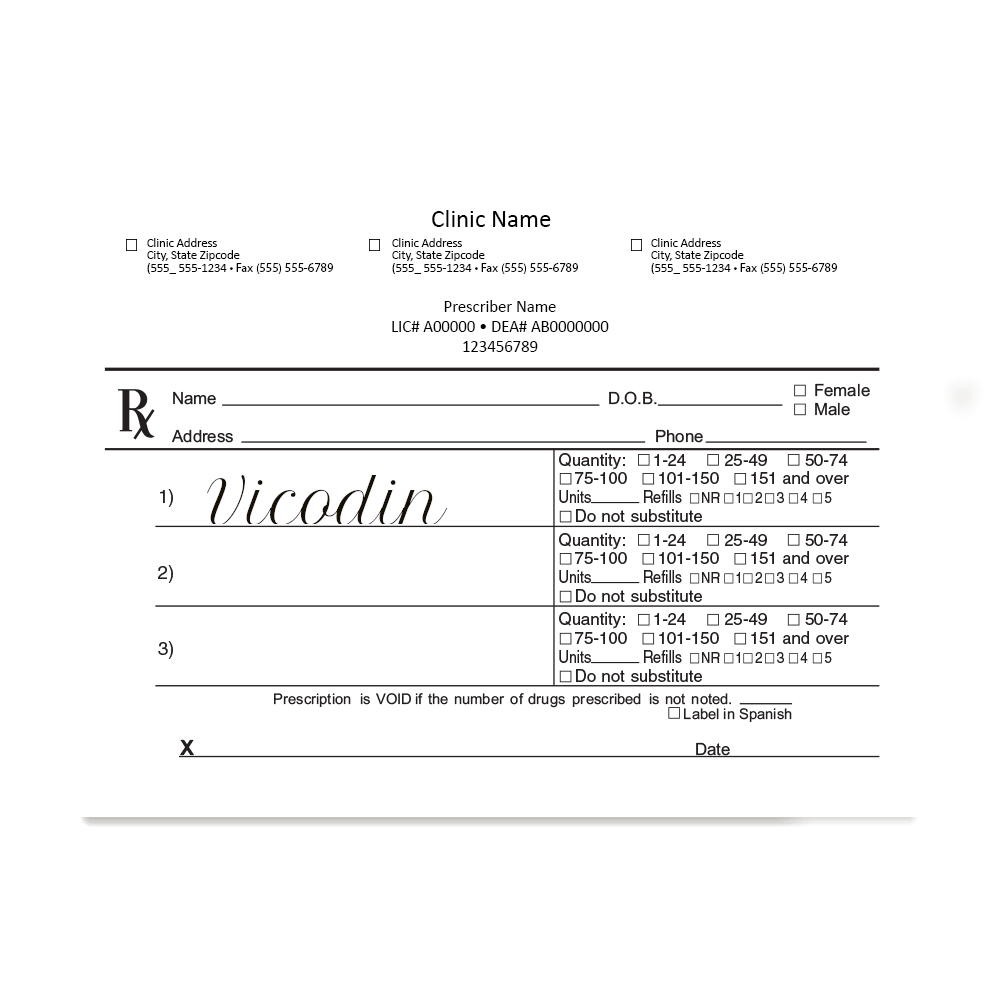 Clinic Name
☐ Clinic Address ☐ Clinic Address ☐ Clinic Address
City, State Zipcode City, State Zipcode City, State Zipcode
(555_ 555-1234 • Fax (555) 555-6789 (555_ 555-1234 • Fax (555) 555-6789 (555_ 555-1234 • Fax (555) 555-6789
Prescriber Name
LIC# A00000 • DEA# AB0000000
123456789
Rx Name ________ D.O.B. ________ ☐ Female
☐ Male
Address ________ Phone ________
1) Vicodin
Quantity: ☐ 1-24 ☐ 25-49 ☐ 50-74
☐ 75-100 ☐ 101-150 ☐ 151 and over
Units______ Refills ☐ NR ☐ 1 ☐ 2 ☐ 3 ☐ 4 ☐ 5
☐ Do not substitute
2)
Quantity: ☐ 1-24 ☐ 25-49 ☐ 50-74
☐ 75-100 ☐ 101-150 ☐ 151 and over
Units______ Refills ☐ NR ☐ 1 ☐ 2 ☐ 3 ☐ 4 ☐ 5
☐ Do not substitute
3)
Quantity: ☐ 1-24 ☐ 25-49 ☐ 50-74
☐ 75-100 ☐ 101-150 ☐ 151 and over
Units______ Refills ☐ NR ☐ 1 ☐ 2 ☐ 3 ☐ 4 ☐ 5
☐ Do not substitute
Prescription is VOID if the number of drugs prescribed is not noted. ______
☐ Label in Spanish
X ________ Date